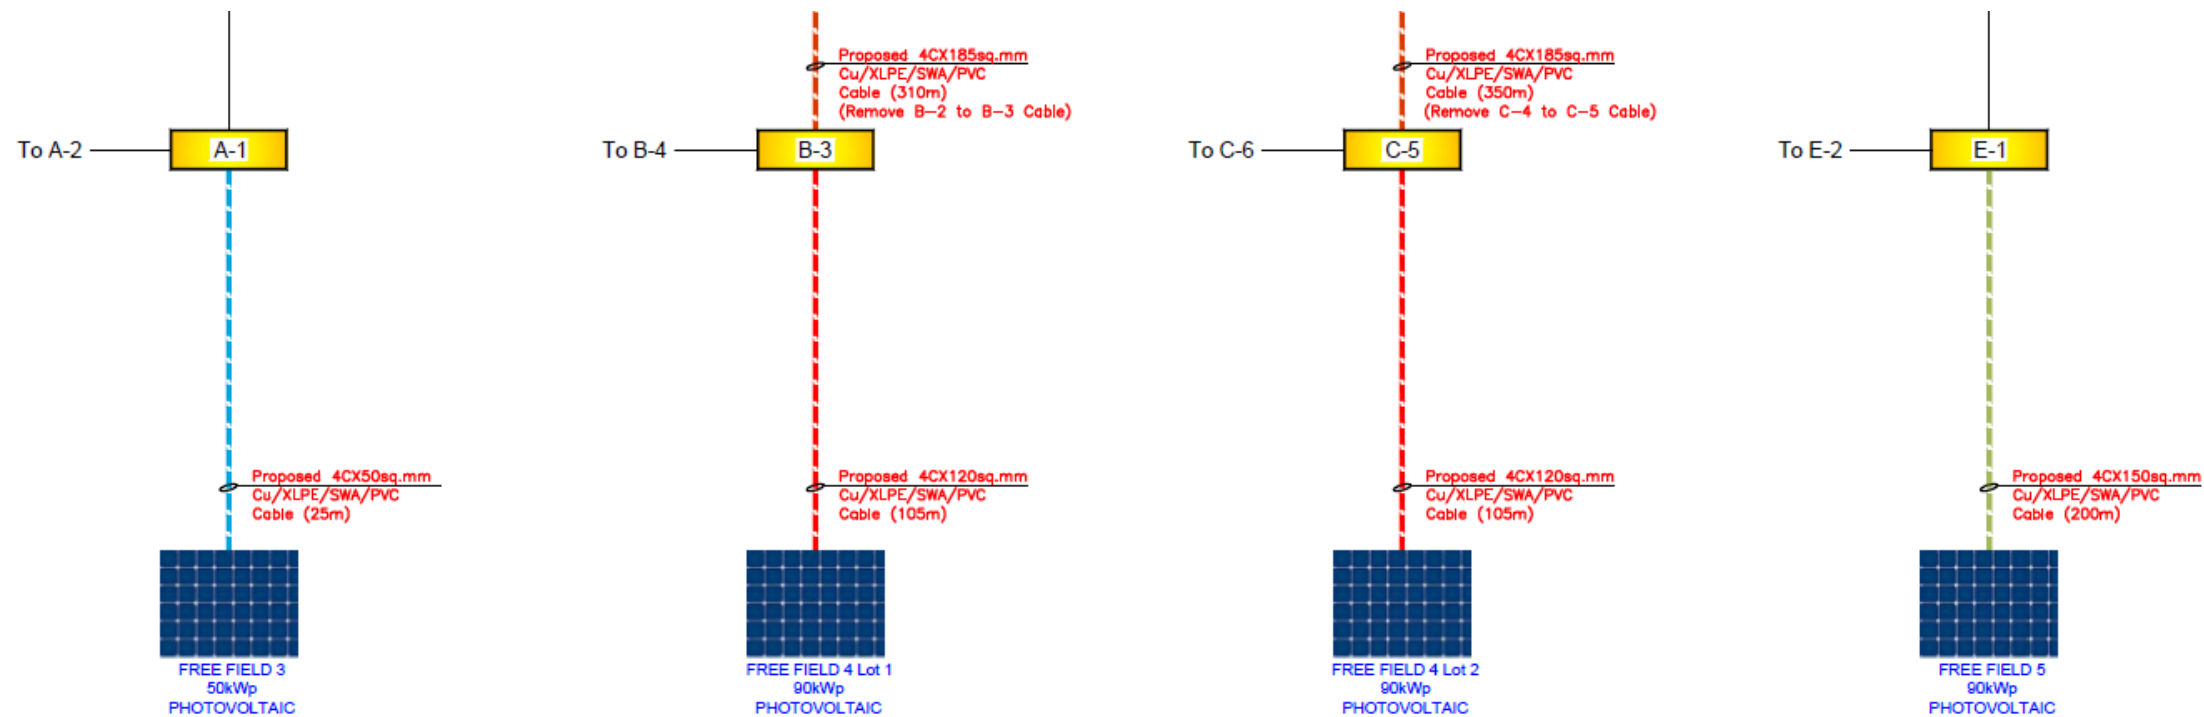 Proposed 4CX185sq.mm
Cu/XLPE/SWA/PVC
Cable (310m)
(Remove B-2 to B-3 Cable)
Proposed 4CX185sq.mm
Cu/XLPE/SWA/PVC
Cable (350m)
(Remove C-4 to C-5 Cable)
To A-2
A-1
To B-4
B-3
To C-6
C-5
To E-2
E-1
Proposed 4CX50sq.mm
Cu/XLPE/SWA/PVC
Cable (25m)
Proposed 4CX120sq.mm
Cu/XLPE/SWA/PVC
Cable (105m)
Proposed 4CX120sq.mm
Cu/XLPE/SWA/PVC
Cable (105m)
Proposed 4CX150sq.mm
Cu/XLPE/SWA/PVC
Cable (200m)
FREE FIELD 3
50kWp
PHOTOVOLTAIC
FREE FIELD 4 Lot 1
90kWp
PHOTOVOLTAIC
FREE FIELD 4 Lot 2
90kWp
PHOTOVOLTAIC
FREE FIELD 5
90kWp
PHOTOVOLTAIC